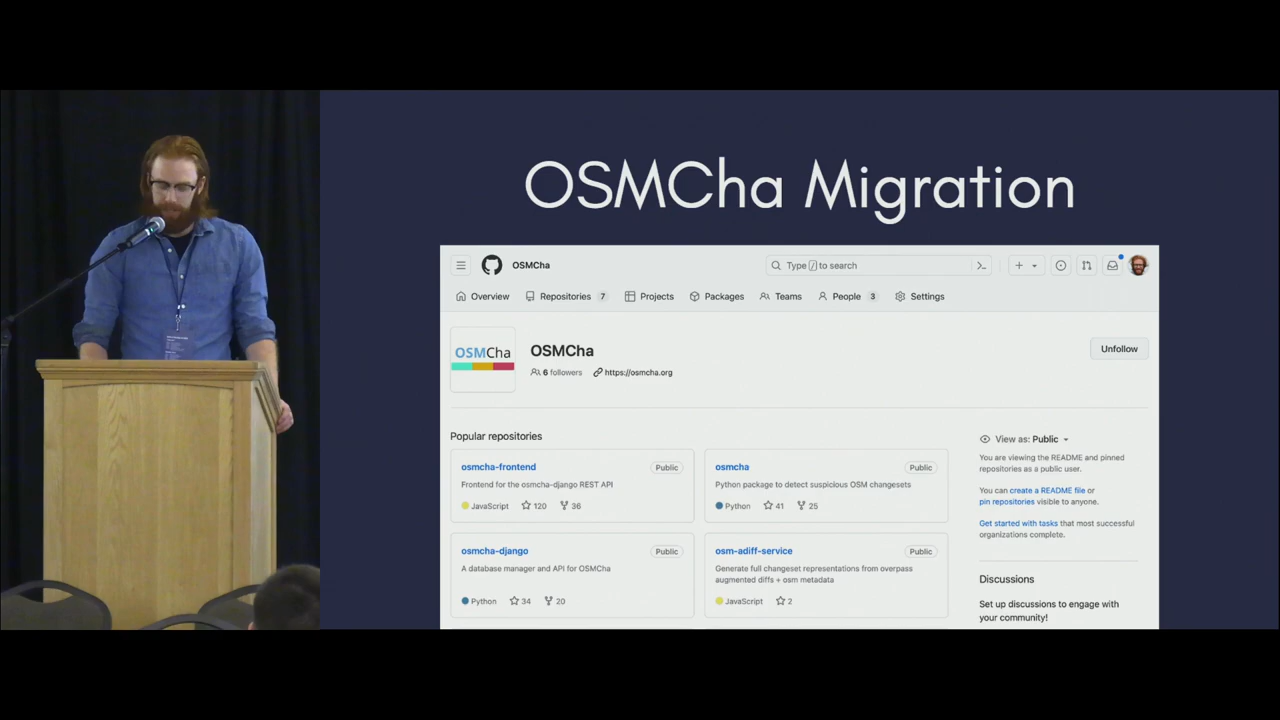 OSMCha Migration
OSMCha
Type / to search
Overview
Repositories 7
Projects
Packages
Teams
People 3
Settings
OSMCha
OSMCha
6 followers
https://osmcha.org
Unfollow
Popular repositories
osmcha-frontend
Public
Frontend for the osmcha-django REST API
JavaScript
120
36
osmcha
Public
Python package to detect suspicious OSM changesets
Python
41
25
osmcha-django
Public
A database manager and API for OSMCha
Python
34
20
osm-adiff-service
Public
Generate full changeset representations from overpass
augmented diffs + osm metadata
JavaScript
2
View as: Public
You are viewing the README and pinned
repositories as a public user.
You can create a README file or
pin repositories visible to anyone.
Get started with tasks that most successful
organizations complete.
Discussions
Set up discussions to engage with
your community!